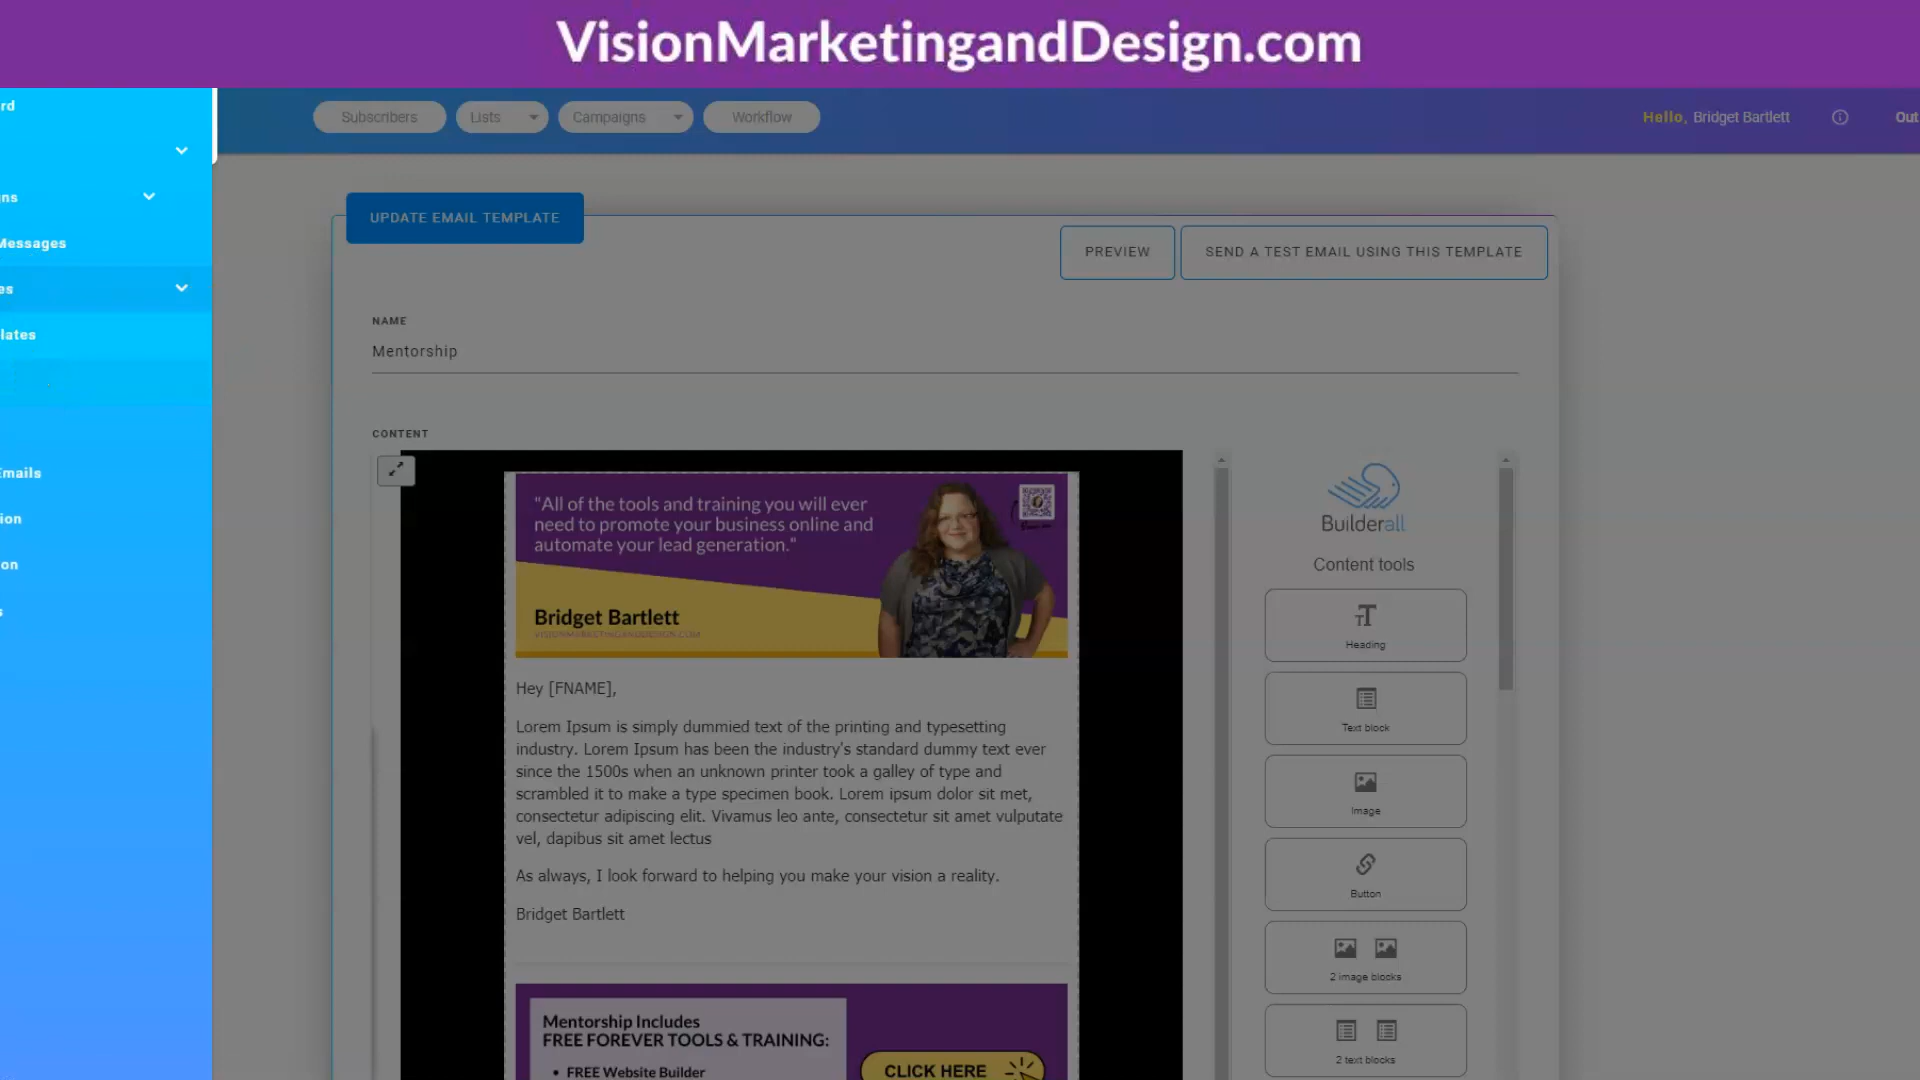 VisionMarketingandDesign.com
rd
Subscribers
Lists
Campaigns
Workflow
Hello, Bridget Bartlett
Out
gns
Messages
es
lates
Emails
ion
on
s
UPDATE EMAIL TEMPLATE
PREVIEW
SEND A TEST EMAIL USING THIS TEMPLATE
NAME
Mentorship
CONTENT
"All of the tools and training you will ever
need to promote your business online and
automate your lead generation."
Bridget Bartlett
VISIONMARKETINGANDDESIGN.COM
Hey [FNAME],
Lorem Ipsum is simply dummied text of the printing and typesetting
industry. Lorem Ipsum has been the industry's standard dummy text ever
since the 1500s when an unknown printer took a galley of type and
scrambled it to make a type specimen book. Lorem ipsum dolor sit met,
consectetur adipiscing elit. Vivamus leo ante, consectetur sit amet vulputate
vel, dapibus sit amet lectus
As always, I look forward to helping you make your vision a reality.
Bridget Bartlett
Mentorship Includes
FREE FOREVER TOOLS & TRAINING:
• FREE Website Builder
CLICK HERE
Builderall
Content tools
Heading
Text block
Image
Button
2 image blocks
2 text blocks